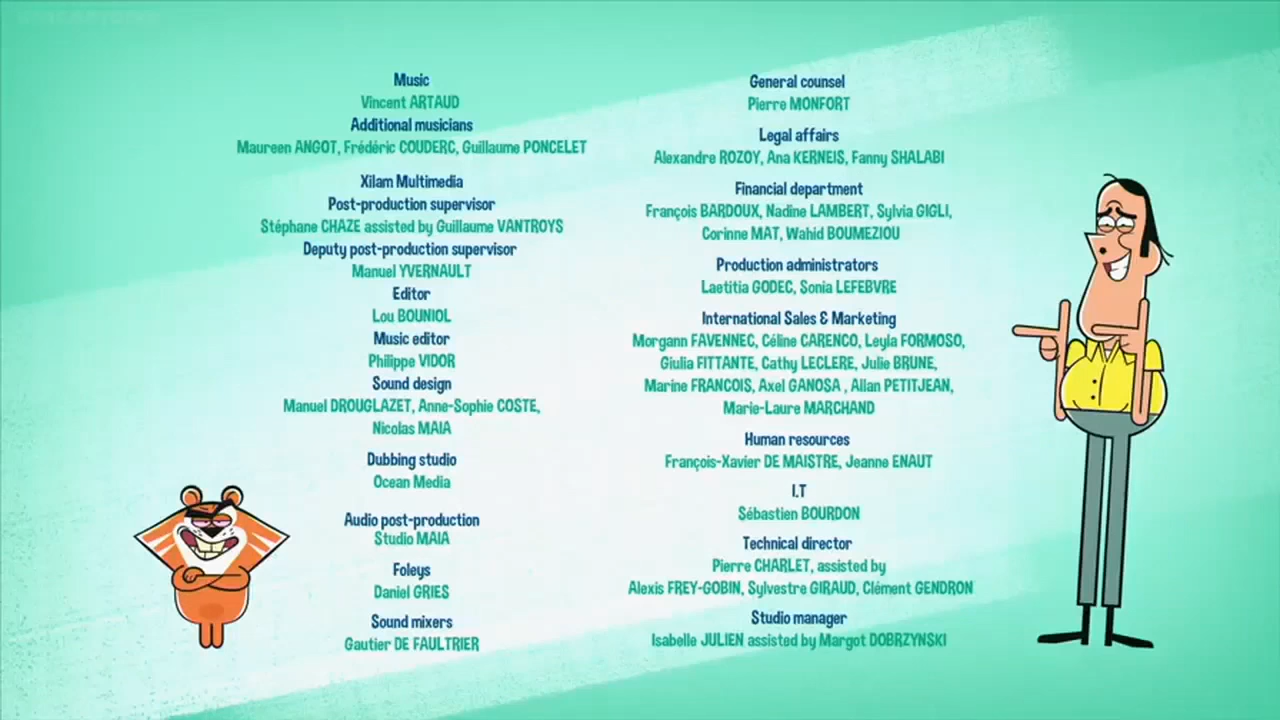 Music
Vincent ARTAUD
Additional musicians
Maureen ANGOT, Frédéric COUDERC, Guillaume PONCELET
Xilam Multimedia
Post-production supervisor
Stéphane CHAZE assisted by Guillaume VANTROYS
Deputy post-production supervisor
Manuel YVERNAULT
Editor
Lou BOUNIOL
Music editor
Philippe VIDOR
Sound design
Manuel DROUGLAZET, Anne-Sophie COSTE,
Nicolas MAIA
Dubbing studio
Ocean Media
Audio post-production
Studio MAIA
Foleys
Daniel GRIES
Sound mixers
Gautier DE FAULTRIER
General counsel
Pierre MONFORT
Legal affairs
Alexandre ROZOY, Ana KERNEIS, Fanny SHALABI
Financial department
François BARDOUX, Nadine LAMBERT, Sylvia GIGLI,
Corinne MAT, Wahid BOUMEZIOU
Production administrators
Laetitia GODEC, Sonia LEFEBVRE
International Sales & Marketing
Morgann FAVENNEC, Céline CARENCO, Leyla FORMOSO,
Giulia FITTANTE, Cathy LECLERE, Julie BRUNE,
Marine FRANCOIS, Axel GANOSA , Allan PETITJEAN,
Marie-Laure MARCHAND
Human resources
François-Xavier DE MAISTRE, Jeanne ENAUT
I.T
Sébastien BOURDON
Technical director
Pierre CHARLET, assisted by
Alexis FREY-GOBIN, Sylvestre GIRAUD, Clément GENDRON
Studio manager
Isabelle JULIEN assisted by Margot DOBRZYNSKI